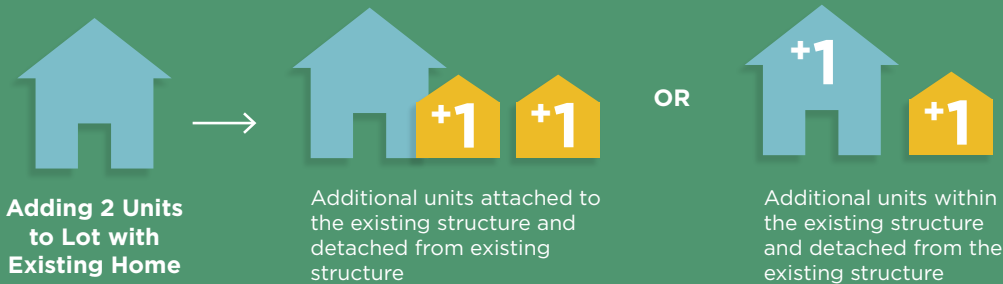 +1
+1
+1
+1
OR
Adding 2 Units
to Lot with
Existing Home
Additional units attached to
the existing structure and
detached from existing
structure
Additional units within
the existing structure
and detached from the
existing structure